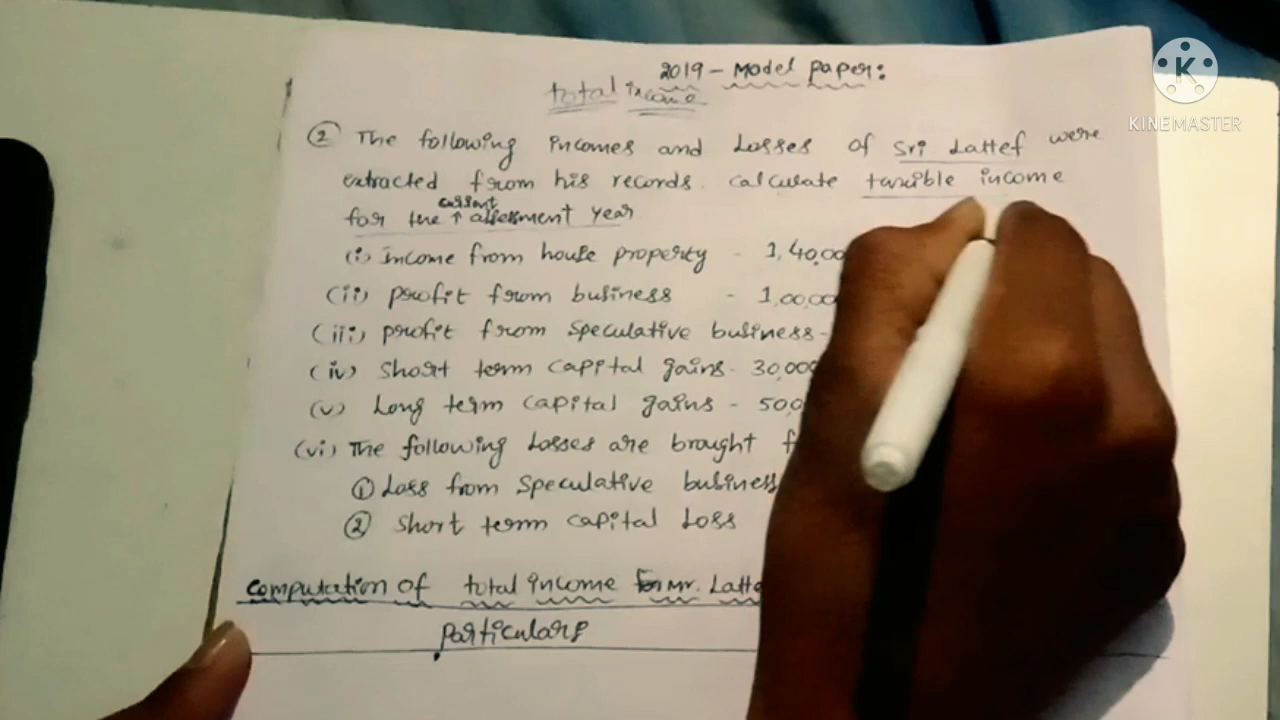 2019 - Model Paper:
total income
② The following incomes and Losses of Sri Lattef were
extracted from his records. calculate taxible income
current
for the ↑ assesment year
(i) income from house property - 1,40,00
(ii) profit from business - 1,00,00
(iii) profit from speculative business -
(iv) short term capital gains - 30,000
(v) Long term capital gains - 50,0
(vi) The following Losses are brought f
① Loss from speculative business
② short term capital Loss
computation of total income Mr. Latte
particulars
K
KINEMASTER